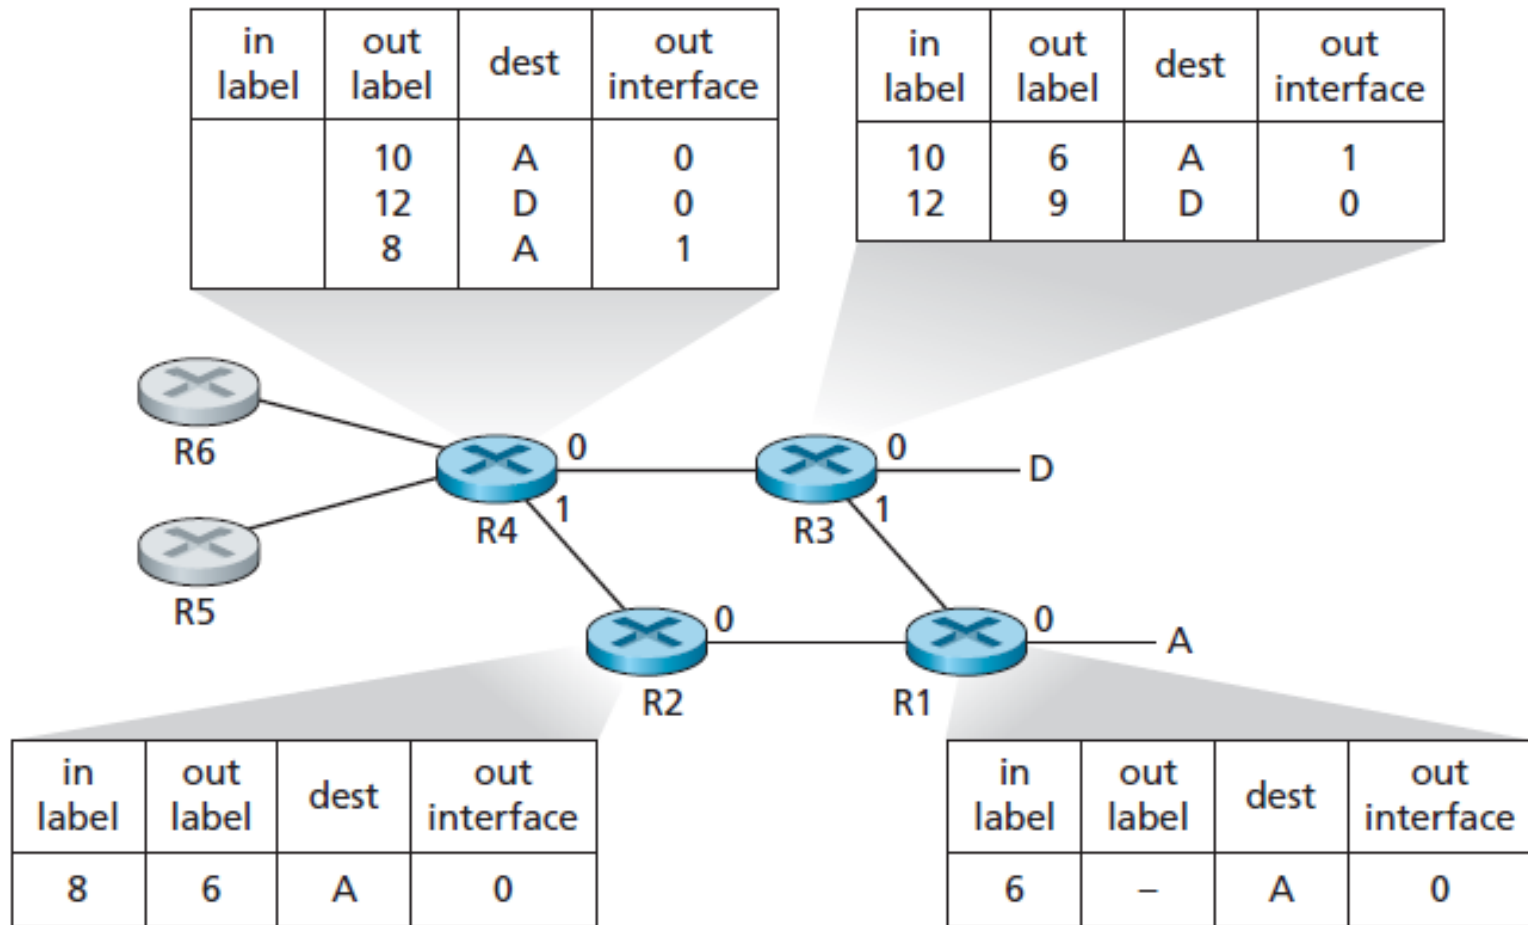 in label out label dest out interface
10 A 0
12 D 0
8 A 1
in label out label dest out interface
10 6 A 1
12 9 D 0
R6
R5
0
1
R4
0
1
R3
D
0
R2
0
R1
A
in label out label dest out interface
8 6 A 0
in label out label dest out interface
6 – A 0